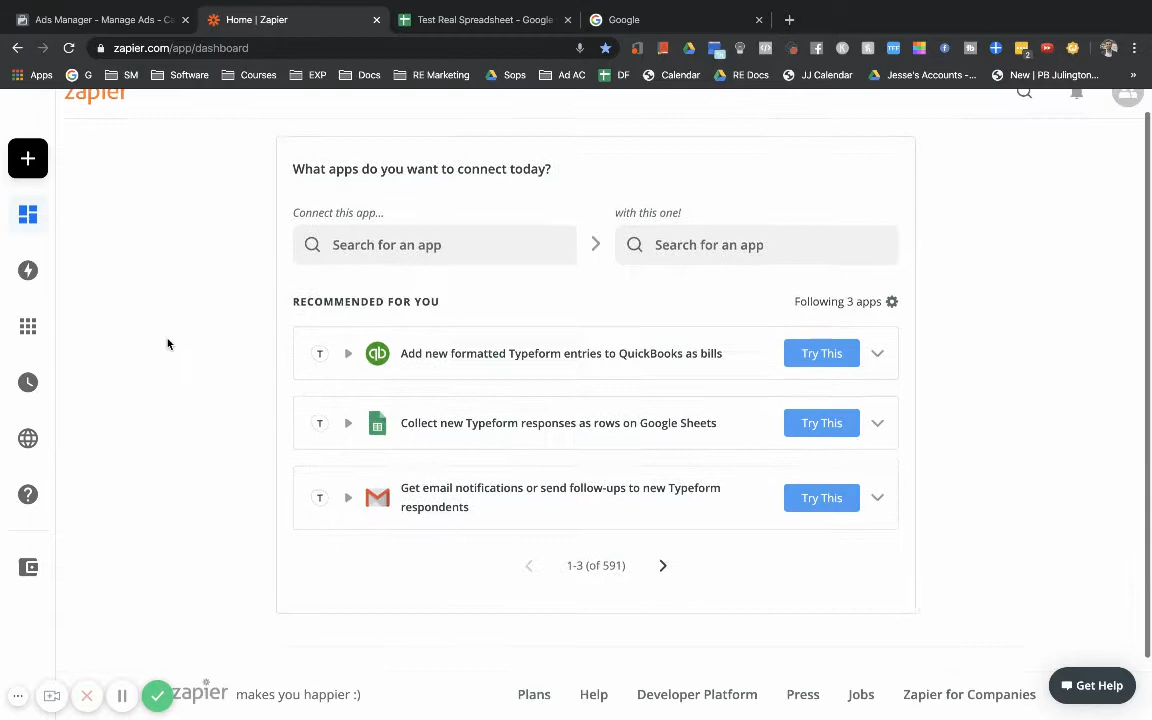 Ads Manager - Manage Ads - Ca
Home | Zapier
Test Real Spreadsheet - Google
Google
zapier.com/app/dashboard
Apps
G
SM
Software
Courses
EXP
Docs
RE Marketing
Sops
Ad AC
DF
Calendar
RE Docs
JJ Calendar
Jesse's Accounts -...
New | PB Julington...
»
zapier
What apps do you want to connect today?
Connect this app...
with this one!
Search for an app
Search for an app
RECOMMENDED FOR YOU
Following 3 apps
T
qb
Add new formatted Typeform entries to QuickBooks as bills
Try This
T
Collect new Typeform responses as rows on Google Sheets
Try This
T
Get email notifications or send follow-ups to new Typeform
respondents
Try This
1-3 (of 591)
zapier makes you happier :)
Plans
Help
Developer Platform
Press
Jobs
Zapier for Companies
Get Help